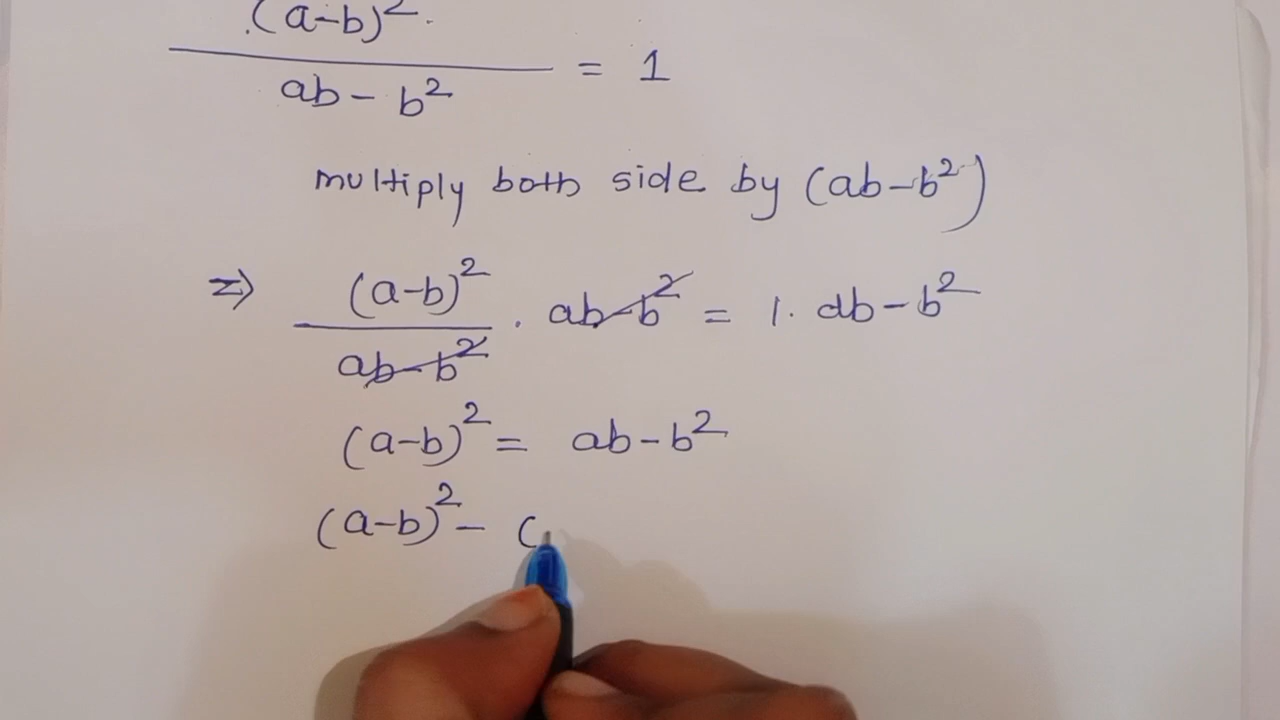 (a-b)²
ab - b² = 1
multiply both side by (ab-b²)
⇒ (a-b)² / ab-b² . ab-b² = 1. ab-b²
(a-b)² = ab-b²
(a-b)² - (